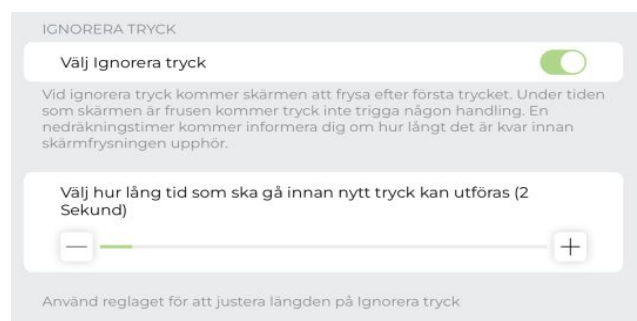 IGNORERA TRYCK
Välj Ignorera tryck
Vid ignorera tryck kommer skärmen att frysa efter första trycket. Under tiden
som skärmen är frusen kommer tryck inte trigga någon handling. En
nedräkningstimer kommer informera dig om hur långt det är kvar innan
skärmfrysningen upphör.
Välj hur lång tid som ska gå innan nytt tryck kan utföras (2
Sekund)
Använd reglaget för att justera längden på Ignorera tryck